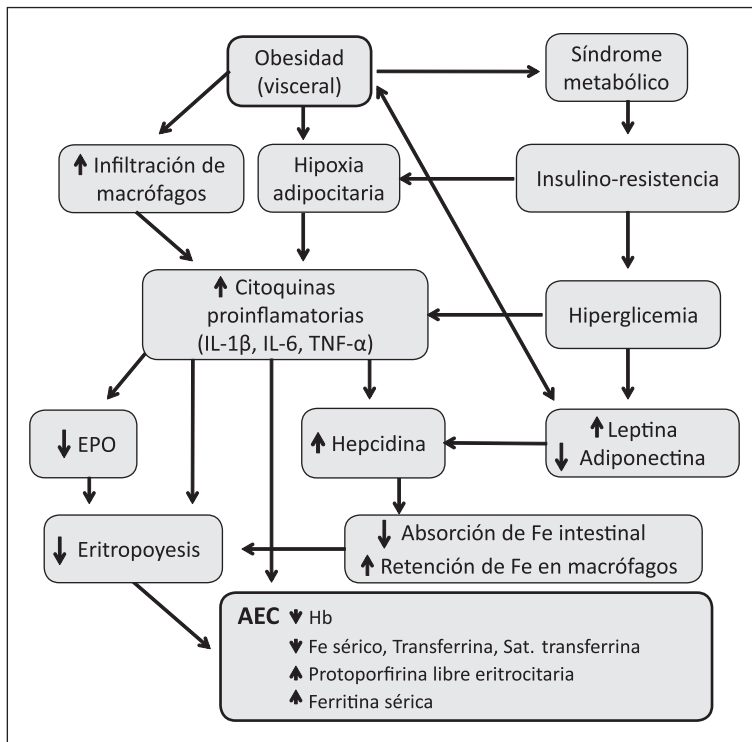 Obesidad
(visceral)
Síndrome
metabólico
↑ Infiltración de
macrófagos
Hipoxia
adipocitaria
Insulino-resistencia
↑ Citoquinas
proinflamatorias
(IL-1β, IL-6, TNF-α)
Hiperglicemia
↓ EPO
↑ Hepcidina
↑ Leptina
↓ Adiponectina
↓ Eritropoyesis
↓ Absorción de Fe intestinal
↑ Retención de Fe en macrófagos
AEC ↓ Hb
↓ Fe sérico, Transferrina, Sat. transferrina
↑ Protoporfirina libre eritrocitaria
↑ Ferritina sérica